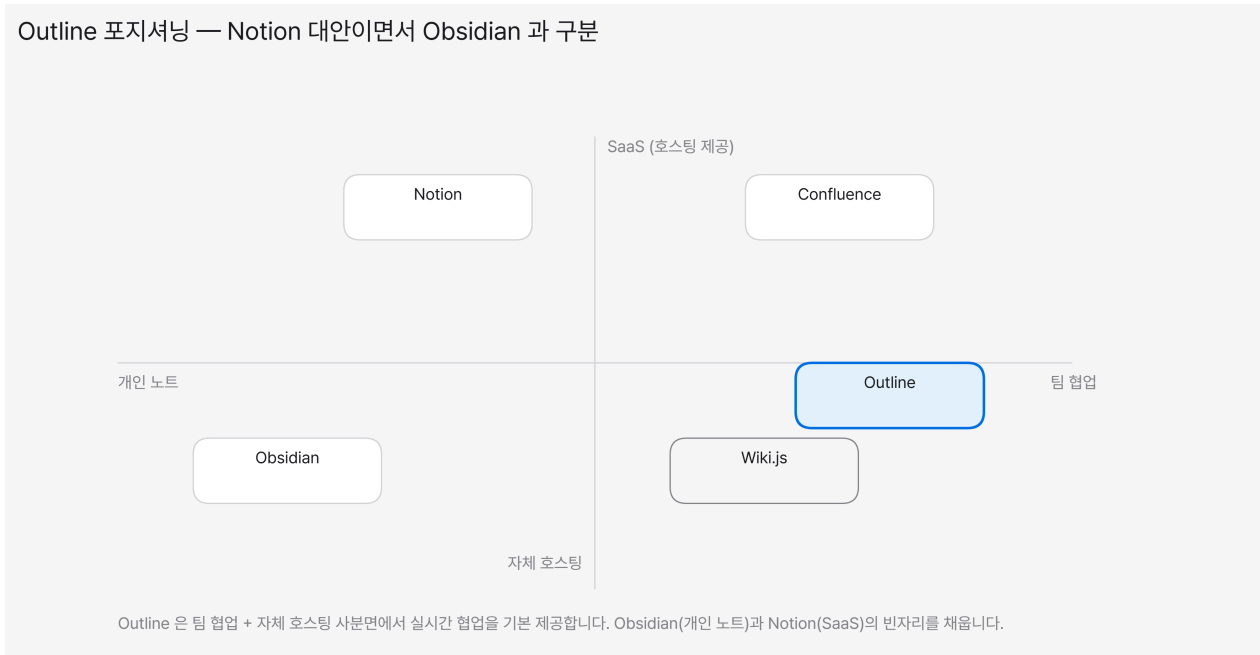 Outline 포지셔닝 — Notion 대안이면서 Obsidian 과 구분
SaaS (호스팅 제공)
Notion
Confluence
개인 노트
Outline
팀 협업
Obsidian
Wiki.js
자체 호스팅
Outline 은 팀 협업 + 자체 호스팅 사분면에서 실시간 협업을 기본 제공합니다. Obsidian(개인 노트)과 Notion(SaaS)의 빈자리를 채웁니다.